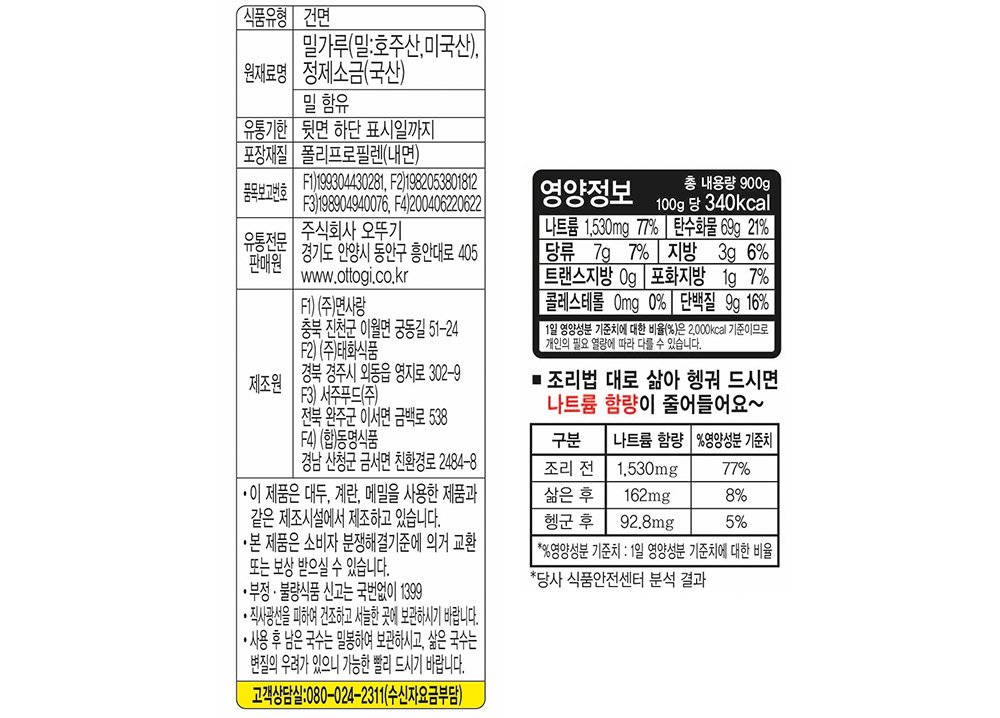 식품유형 건면
원재료명 밀가루(밀:호주산,미국산),
정제소금(국산)
밀 함유
유통기한 뒷면 하단 표시일까지
포장재질 폴리프로필렌(내면)
품목보고번호 F1)199304430281, F2)1982053801812
F3)198904940076, F4)200406220622
유통전문
판매원
주식회사 오뚜기
경기도 안양시 동안구 흥안대로 405
www.ottogi.co.kr
제조원
F1) (주)면사랑
충북 진천군 이월면 궁동길 51-24
F2) (주)태화식품
경북 경주시 외동읍 영지로 302-9
F3) 서주푸드(주)
전북 완주군 이서면 금백로 538
F4) (합)동명식품
경남 산청군 금서면 친환경로 2484-8
•이 제품은 대두, 계란, 메밀을 사용한 제품과
같은 제조시설에서 제조하고 있습니다.
•본 제품은 소비자 분쟁해결기준에 의거 교환
또는 보상 받으실 수 있습니다.
•부정·불량식품 신고는 국번없이 1399
•직사광선을 피하여 건조하고 서늘한 곳에 보관하시기 바랍니다.
•사용 후 남은 국수는 밀봉하여 보관하시고, 삶은 국수는
변질의 우려가 있으니 가능한 빨리 드시기 바랍니다.
고객상담실:080-024-2311(수신자요금부담)
영양정보
총 내용량 900g
100g 당 340kcal
나트륨 1,530mg 77% 탄수화물 69g 21%
당류 7g 7% 지방 3g 6%
트랜스지방 0g 포화지방 1g 7%
콜레스테롤 0mg 0% 단백질 9g 16%
1일 영양성분 기준치에 대한 비율(%)은 2,000kcal 기준이므로
개인의 필요 열량에 따라 다를 수 있습니다.
■ 조리법 대로 삶아 헹궈 드시면
나트륨 함량이 줄어들어요~
구분 나트륨 함량 %영양성분 기준치
조리 전 1,530mg 77%
삶은 후 162mg 8%
헹군 후 92.8mg 5%
*%영양성분 기준치 : 1일 영양성분 기준치에 대한 비율
*당사 식품안전센터 분석 결과